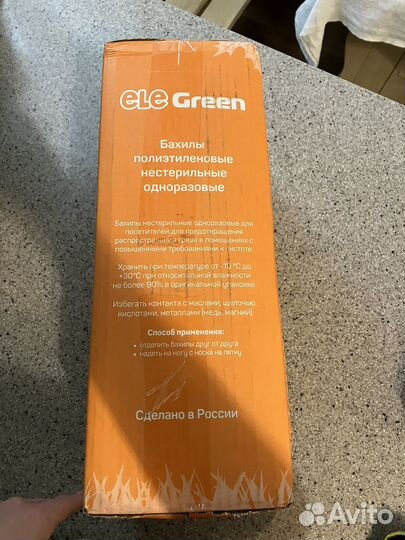 eLe Green
Бахилы
полиэтиленовые
нестерильные
одноразовые
Бахилы нестерильные одноразовые для
посетителей для предотвращения
распространения грязи в помещениях с
повышенными требованиями к чистоте
Хранить при температуре от -10 °C до
+30°C при относительной влажности
не более 90% в оригинальной упаковке
Избегать контакта с маслами, щелочью,
кислотами, металлами (медь, магний)
Способ применения:
• отделить бахилы друг от друга
• надеть на ногу с носка на пятку
Сделано в России
Avito